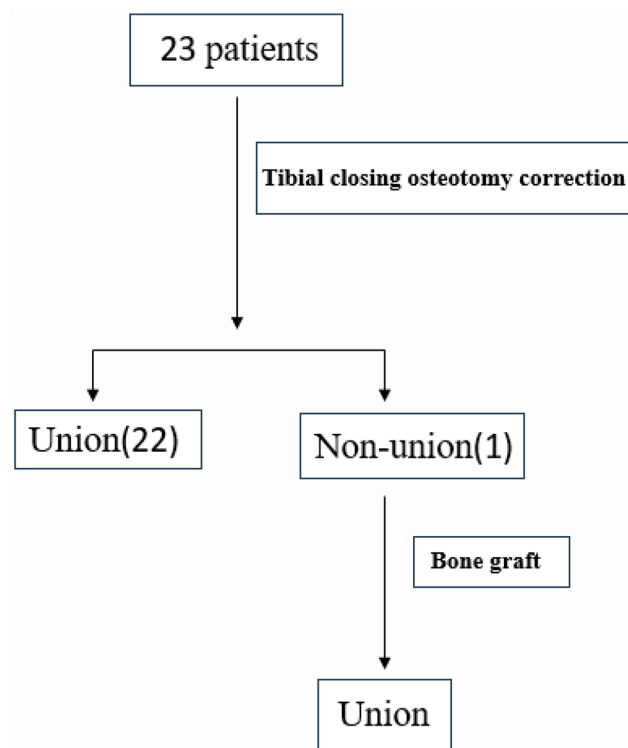 23 patients
Tibial closing osteotomy correction
Union(22)
Non-union(1)
Bone graft
Union